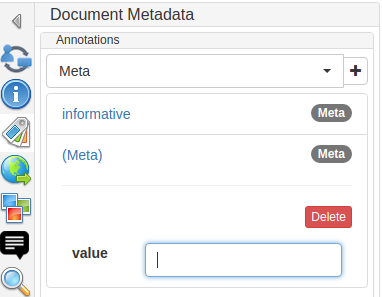 Document Metadata
Annotations
Meta
informative Meta
(Meta) Meta
Delete
value